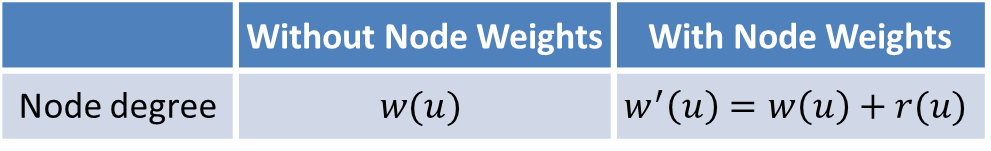 Without Node Weights With Node Weights
Node degree w(u) w′(u) = w(u) + r(u)